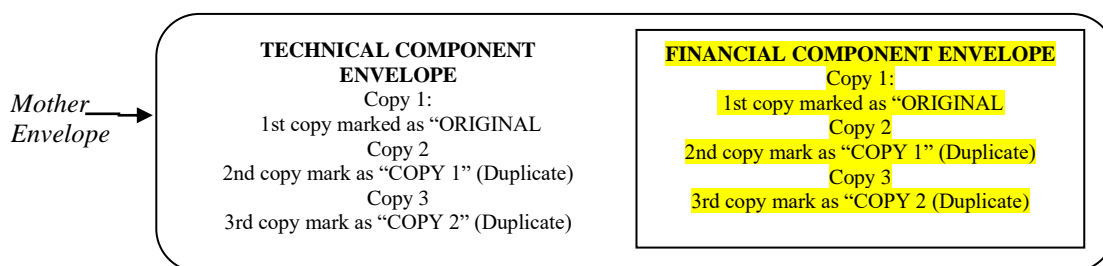 Mother
Envelope
TECHNICAL COMPONENT
ENVELOPE
Copy 1:
1st copy marked as “ORIGINAL
Copy 2
2nd copy mark as “COPY 1” (Duplicate)
Copy 3
3rd copy mark as “COPY 2” (Duplicate)
FINANCIAL COMPONENT ENVELOPE
Copy 1:
1st copy marked as “ORIGINAL
Copy 2
2nd copy mark as “COPY 1” (Duplicate)
Copy 3
3rd copy mark as “COPY 2 (Duplicate)